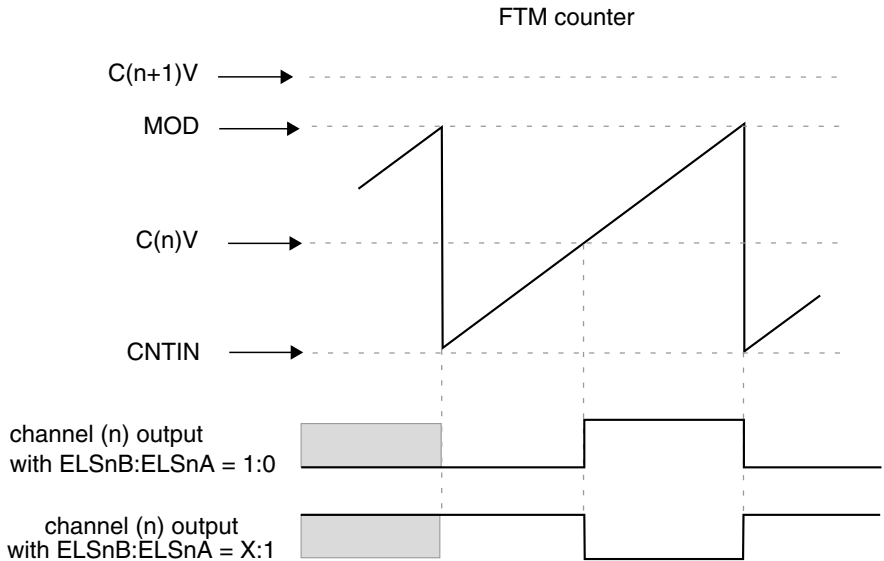 FTM counter
C(n+1)V
MOD
C(n)V
CNTIN
channel (n) output
with ELSnB:ELSnA = 1:0
channel (n) output
with ELSnB:ELSnA = X:1